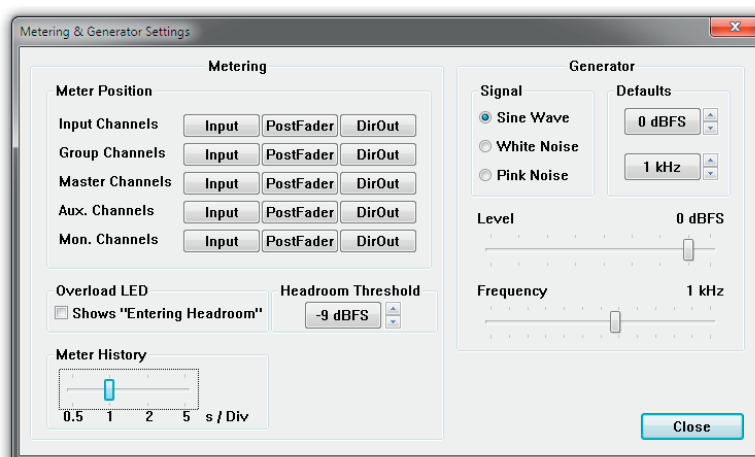 Metering & Generator Settings
Metering
Meter Position
Input Channels Input PostFader DirOut
Group Channels Input PostFader DirOut
Master Channels Input PostFader DirOut
Aux. Channels Input PostFader DirOut
Mon. Channels Input PostFader DirOut
Overload LED
Shows "Entering Headroom"
Headroom Threshold
-9 dBFS
Meter History
0.5 1 2 5 s / Div
Generator
Signal
Sine Wave
White Noise
Pink Noise
Defaults
0 dBFS
1 kHz
Level 0 dBFS
Frequency 1 kHz
Close